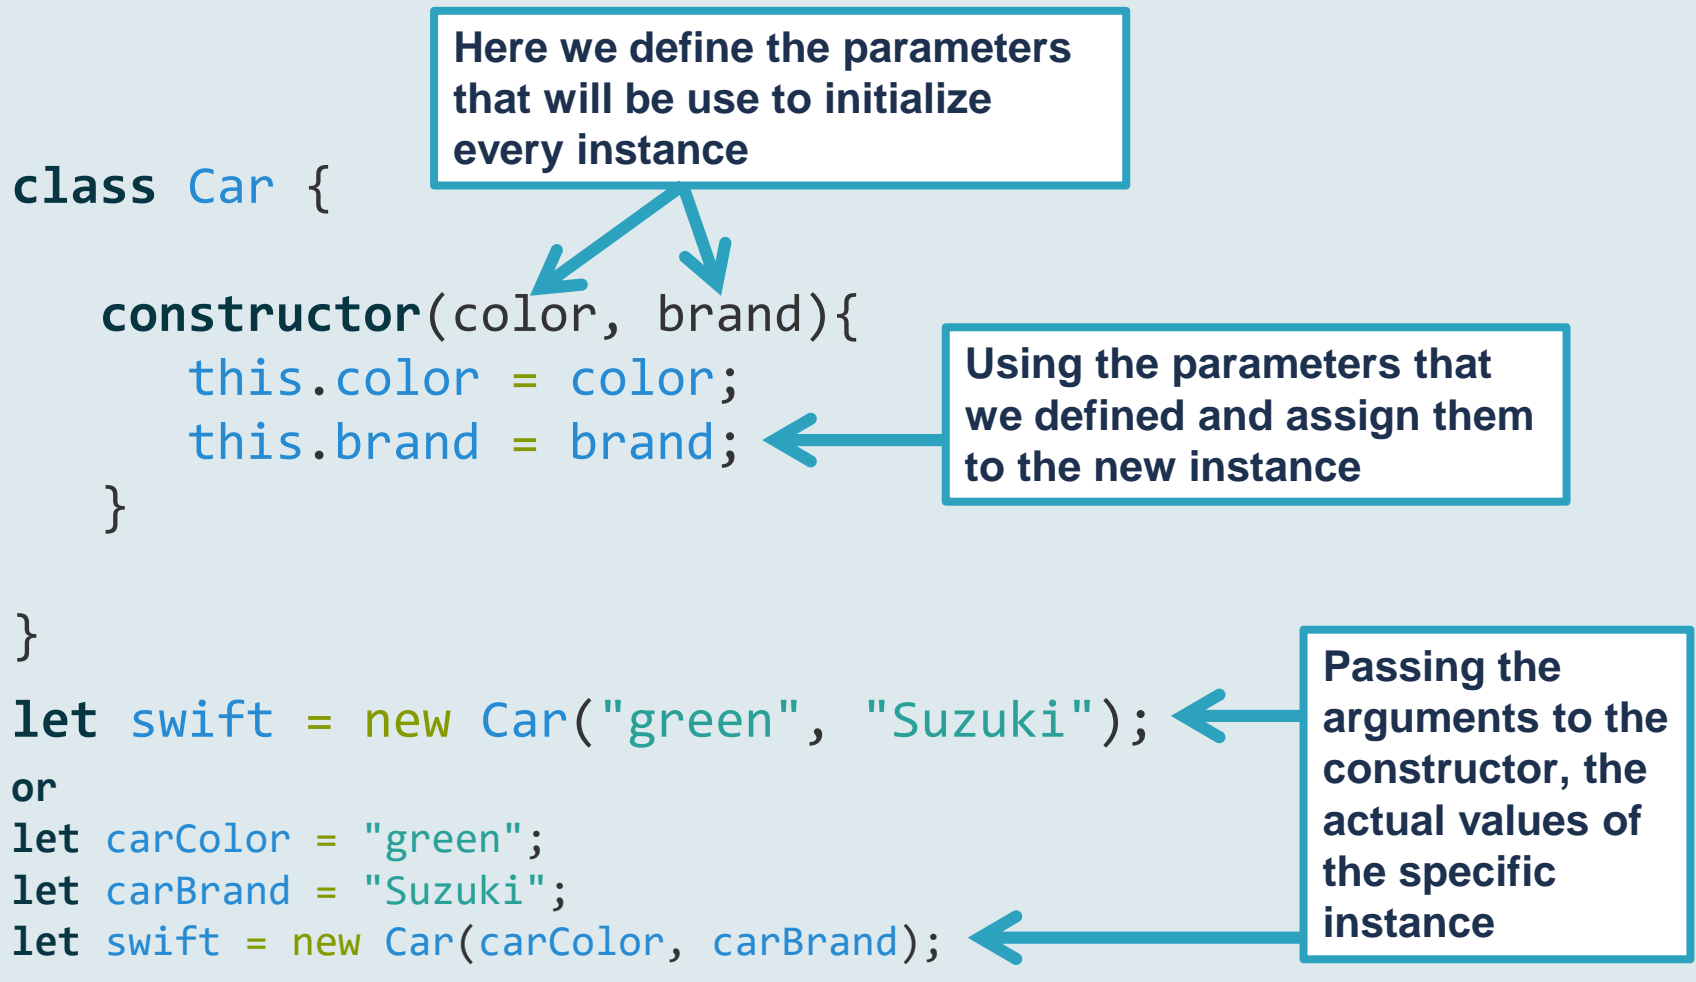 Here we define the parameters
that will be use to initialize
every instance
class Car {
constructor(color, brand){
this.color = color;
this.brand = brand;
}
Using the parameters that
we defined and assign them
to the new instance
}
let swift = new Car("green", "Suzuki");
or
let carColor = "green";
let carBrand = "Suzuki";
let swift = new Car(carColor, carBrand);
Passing the
arguments to the
constructor, the
actual values of
the specific
instance